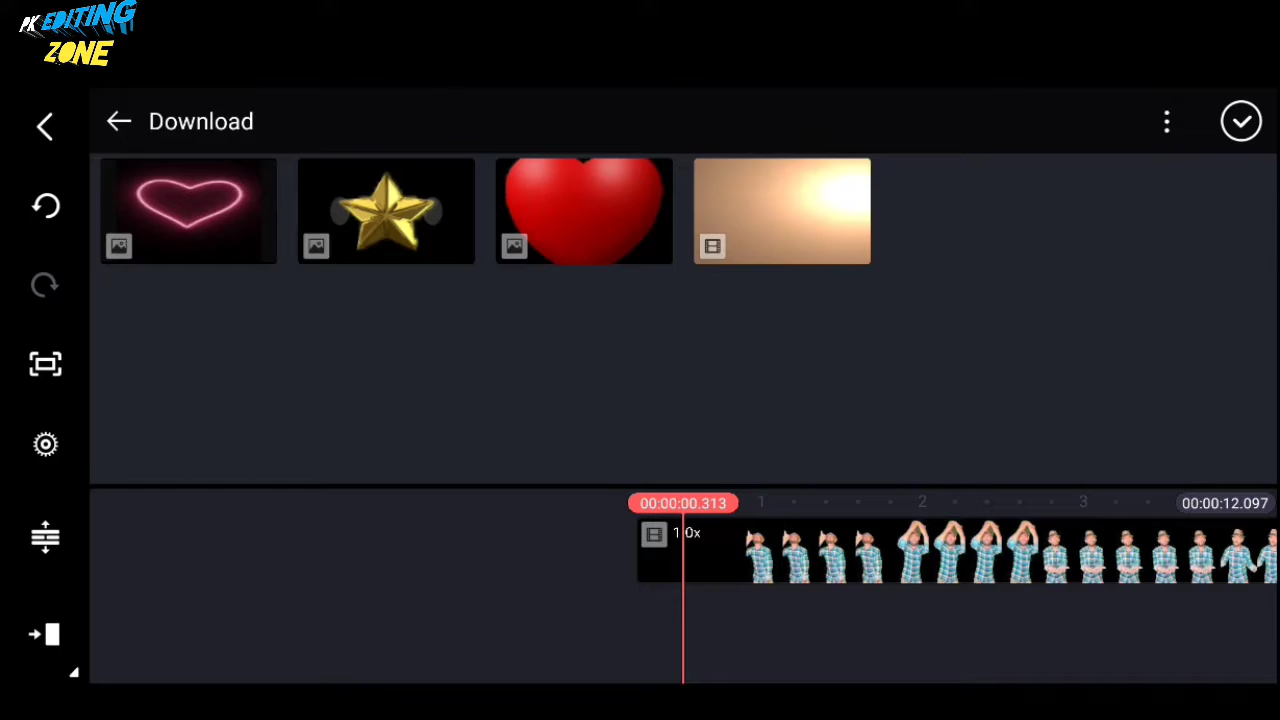 PK EDITING
ZONE
Download
00:00:00.313
1
2
3
00:00:12.097
1.0x